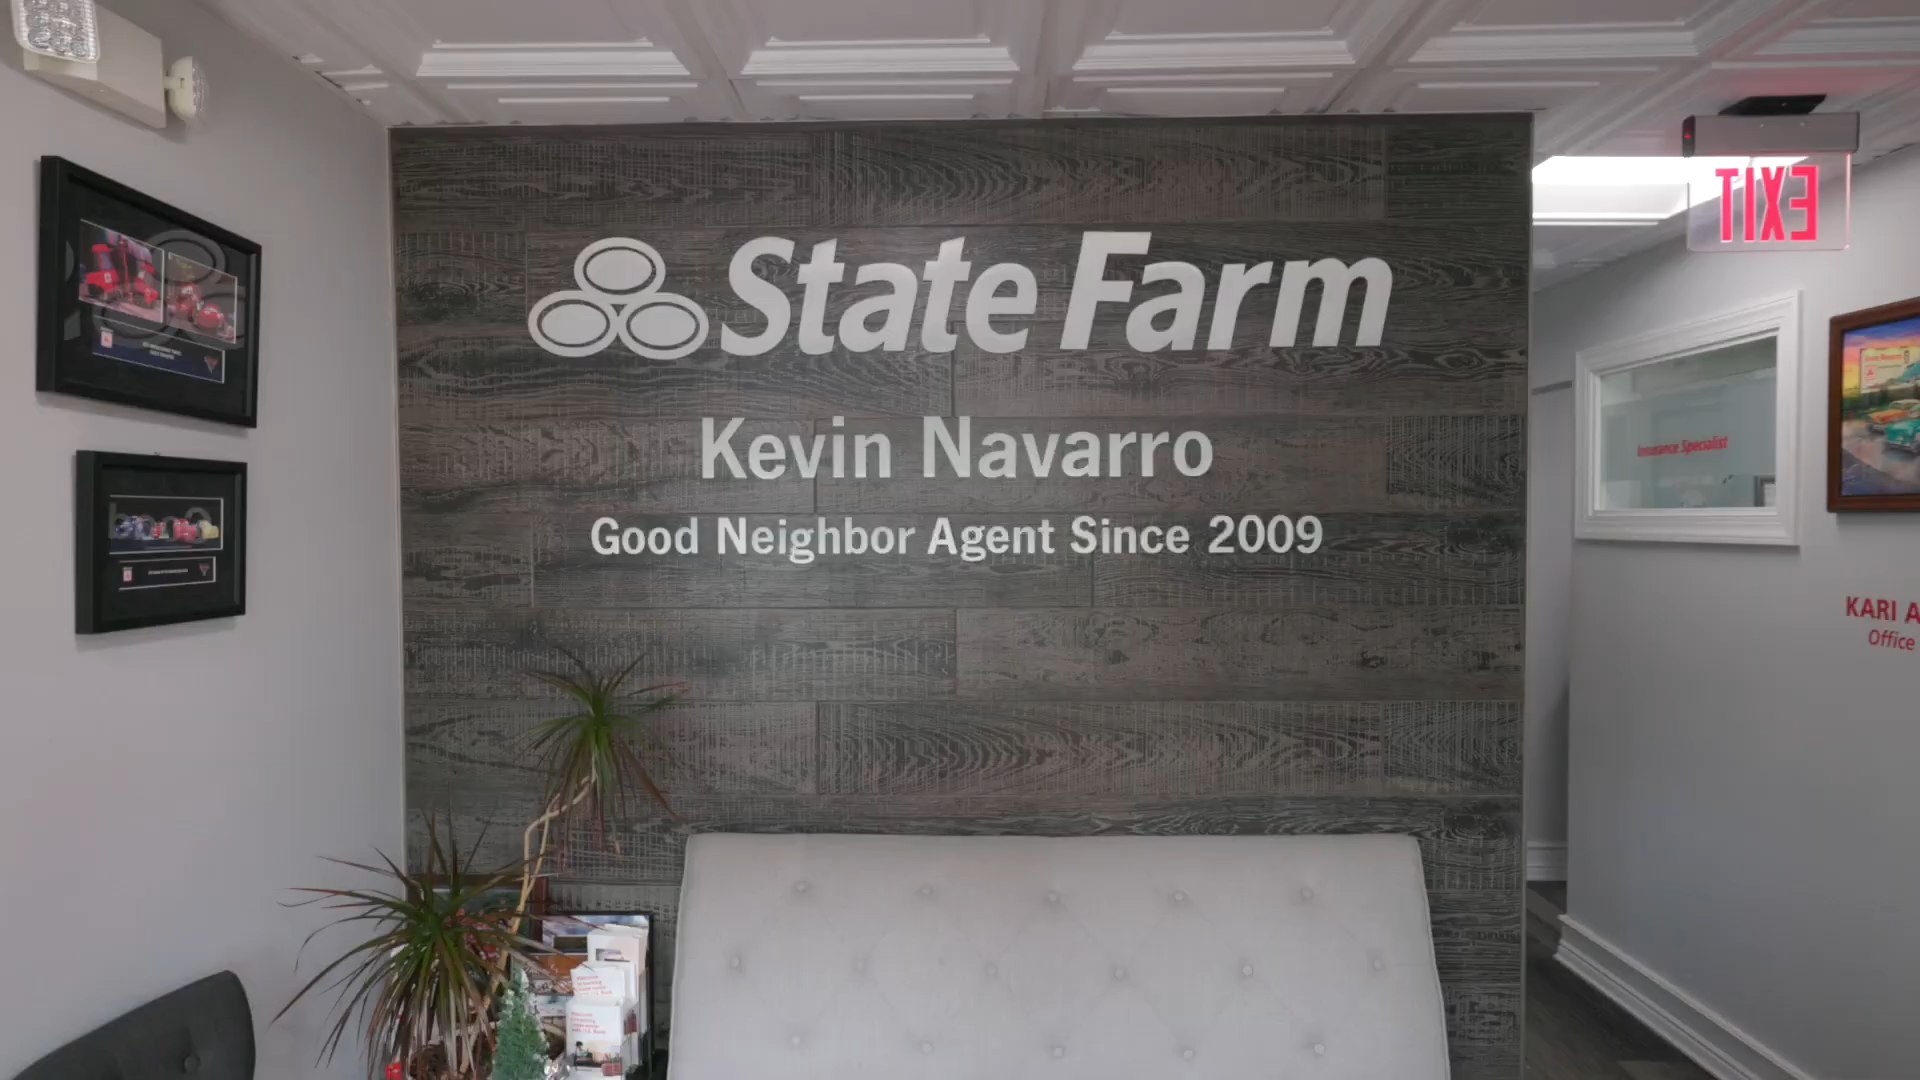 State Farm
Kevin Navarro
Good Neighbor Agent Since 2009
EXIT
Insurance Specialist
KARI A
Office